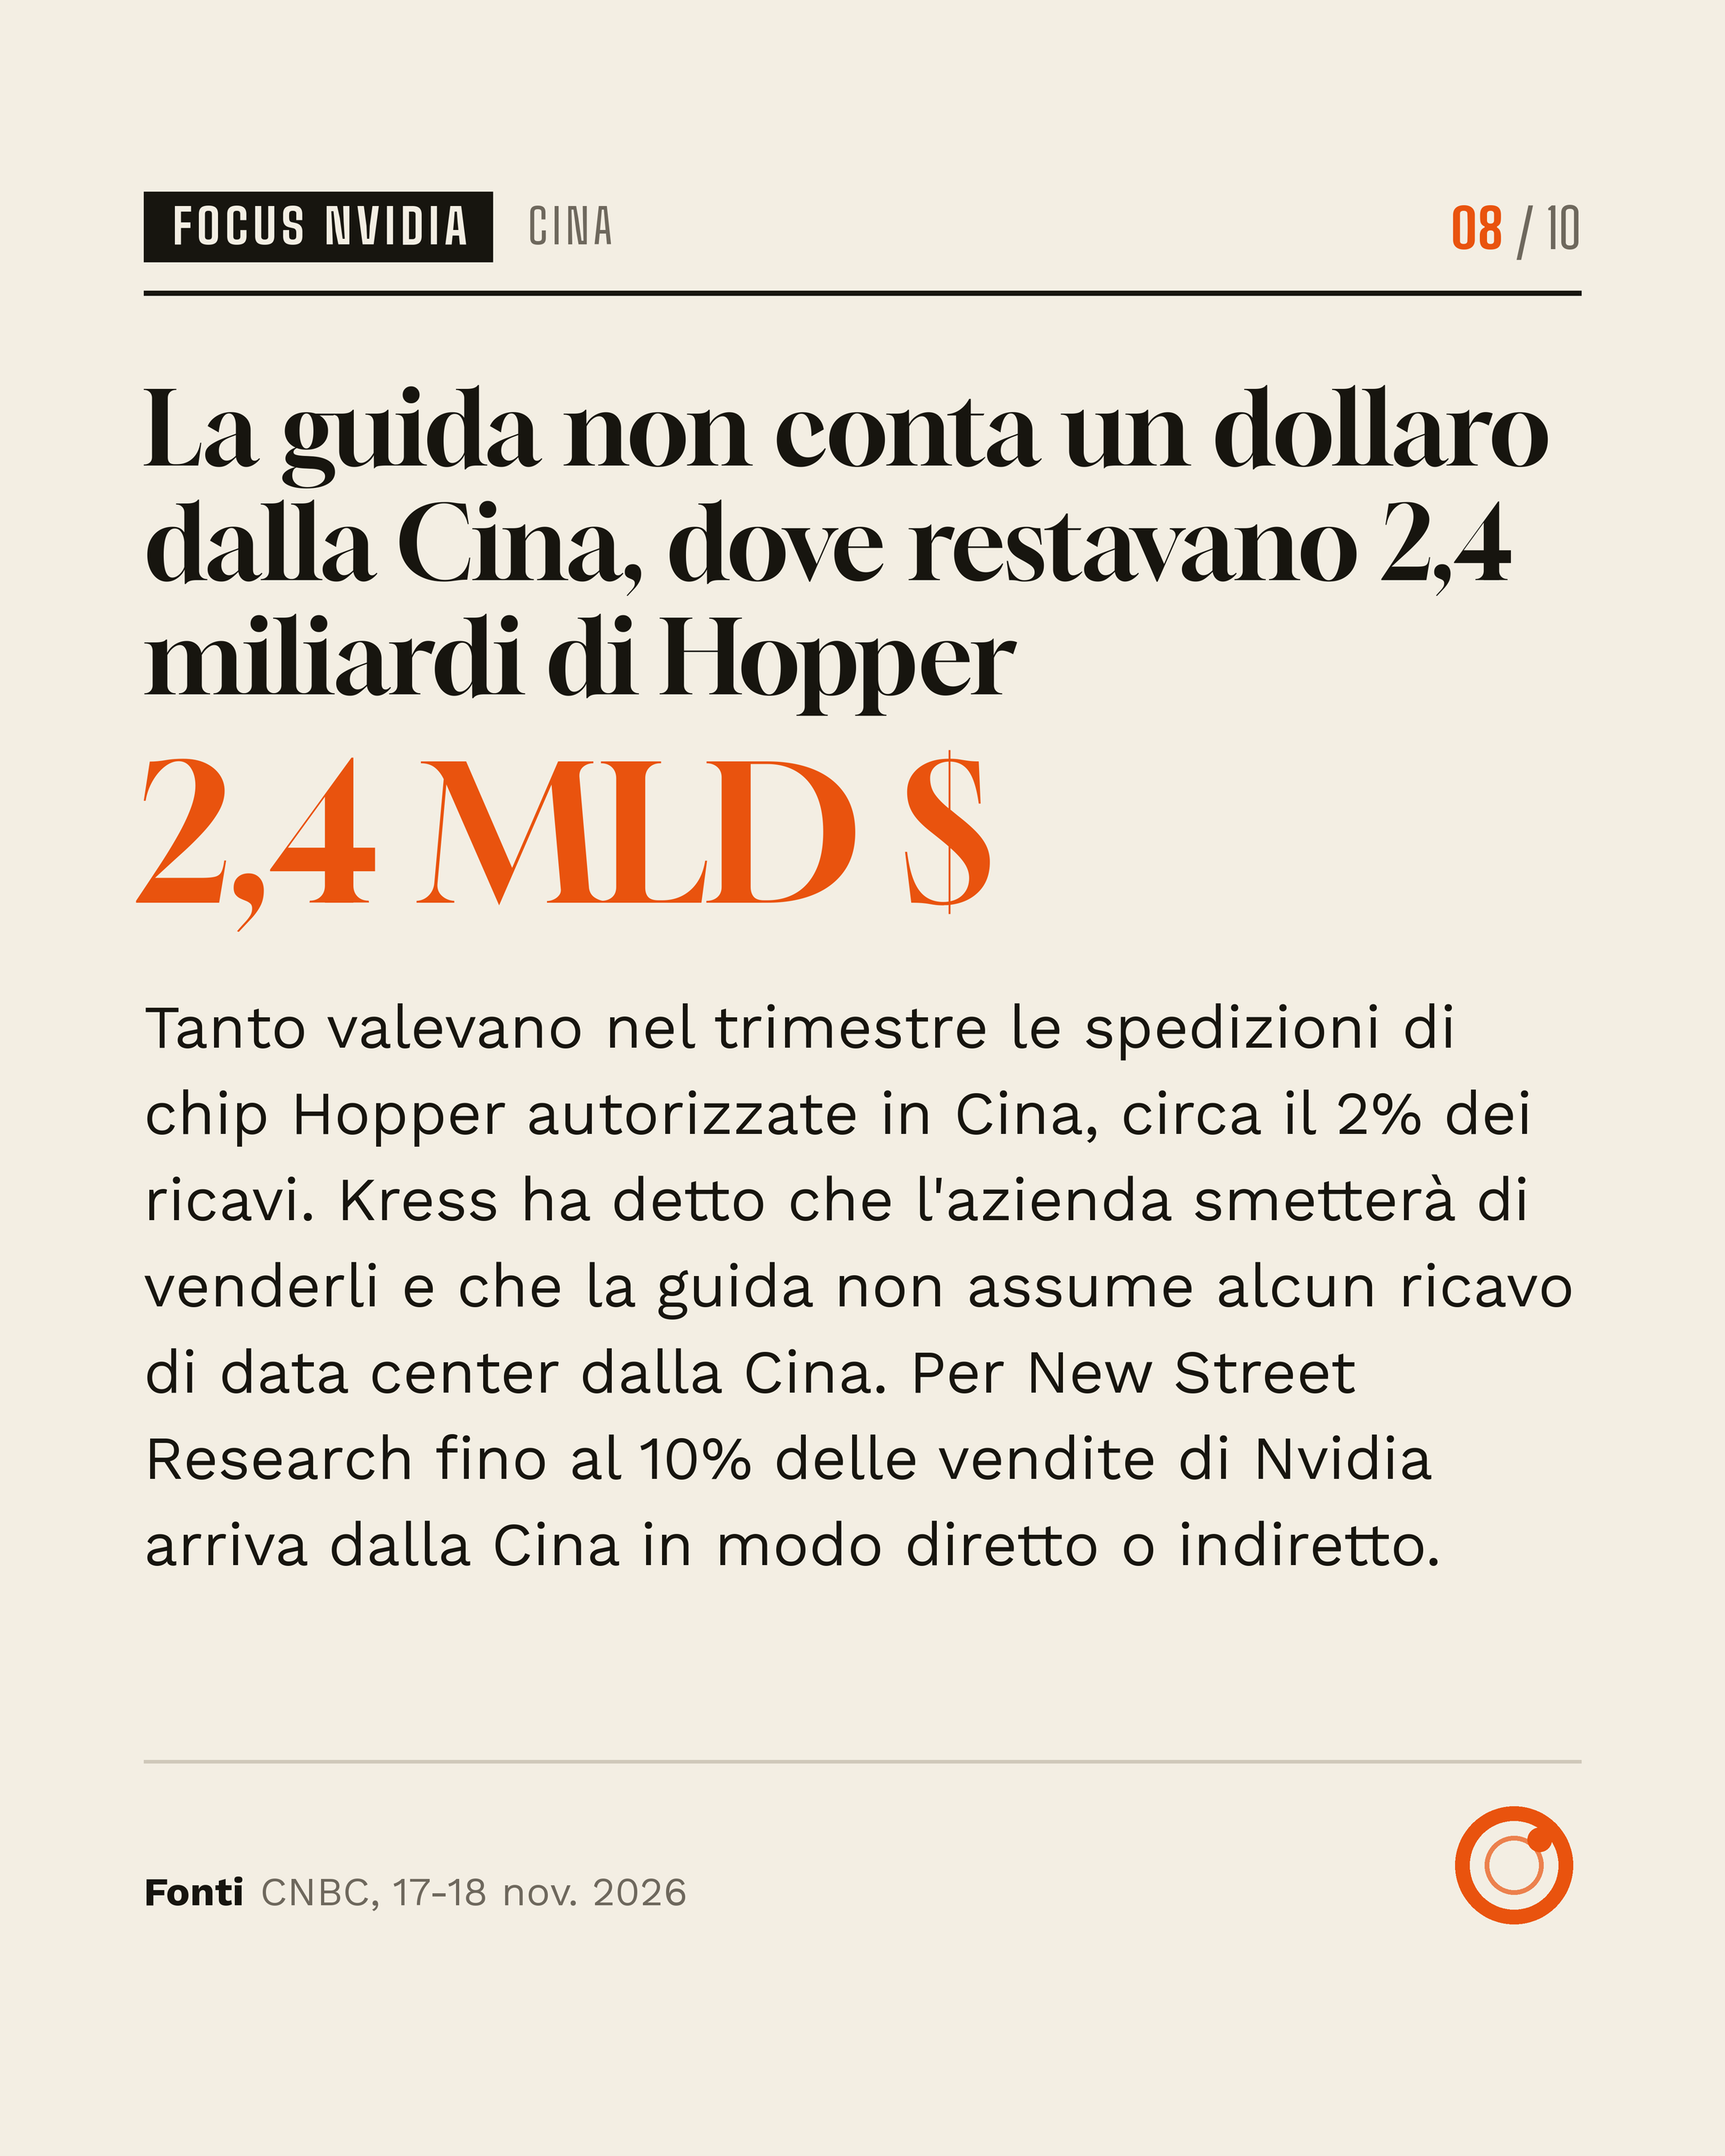 FOCUS NVIDIA CINA 08 / 10
La guida non conta un dollaro
dalla Cina, dove restavano 2,4
miliardi di Hopper
2,4 MLD $
Tanto valevano nel trimestre le spedizioni di
chip Hopper autorizzate in Cina, circa il 2% dei
ricavi. Kress ha detto che l'azienda smetterà di
venderli e che la guida non assume alcun ricavo
di data center dalla Cina. Per New Street
Research fino al 10% delle vendite di Nvidia
arriva dalla Cina in modo diretto o indiretto.
Fonti CNBC, 17-18 nov. 2026